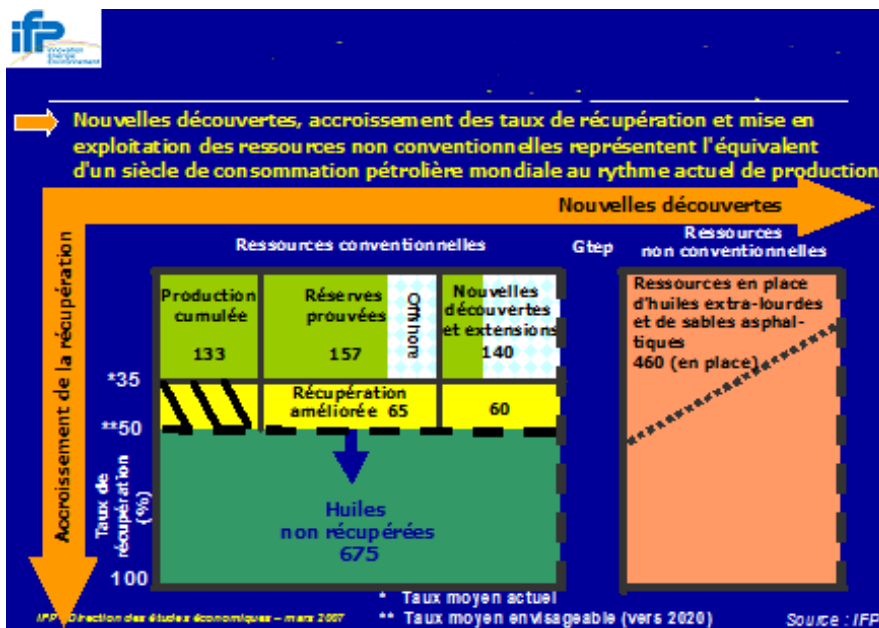 ifp
Innovation
Energie
Environnement
Nouvelles découvertes, accroissement des taux de récupération et mise en
exploitation des ressources non conventionnelles représentent l'équivalent
d'un siècle de consommation pétrolière mondiale au rythme actuel de production
Nouvelles découvertes
Accroissement de la récupération
Ressources conventionnelles
Gtep
Ressources
non conventionnelles
Production
cumulée
133
Réserves
prouvées
157
Offshore
Nouvelles
découvertes
et extensions
140
Ressources en place
d'huiles extra-lourdes
et de sables asphal-
tiques
460 (en place)
*35
Récupération
améliorée 65
60
**50
Taux de
récupération
(%)
Huiles
non récupérées
675
100
* Taux moyen actuel
** Taux moyen envisageable (vers 2020)
IFP Direction des études économiques – mars 2007
Source : IFP